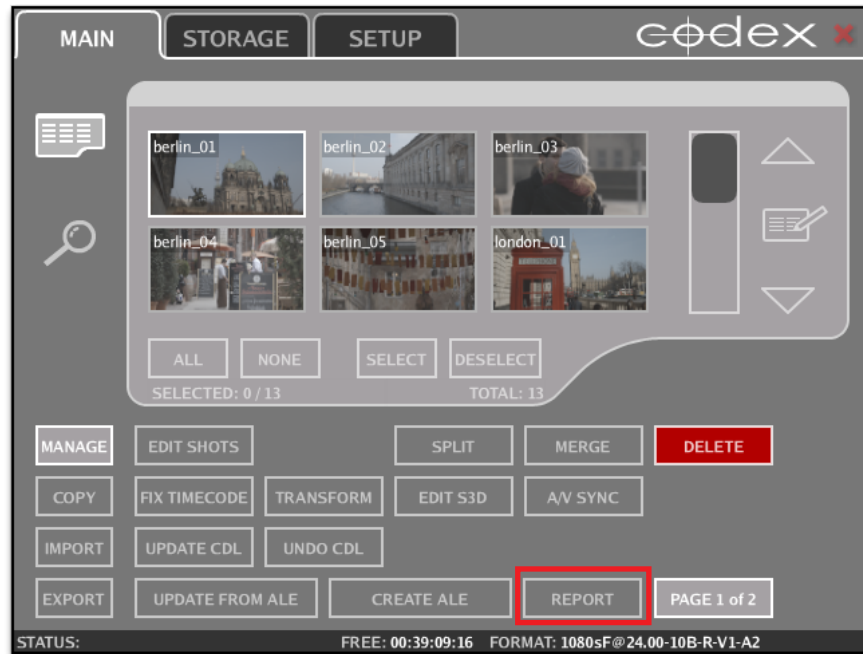 MAIN STORAGE SETUP codex
berlin_01 berlin_02 berlin_03
berlin_04 berlin_05 london_01
ALL NONE SELECT DESELECT
SELECTED: 0 / 13 TOTAL: 13
MANAGE EDIT SHOTS SPLIT MERGE DELETE
COPY FIX TIMECODE TRANSFORM EDIT S3D A/V SYNC
IMPORT UPDATE CDL UNDO CDL
EXPORT UPDATE FROM ALE CREATE ALE REPORT PAGE 1 of 2
STATUS: FREE: 00:39:09:16 FORMAT: 1080sF@24.00-10B-R-V1-A2